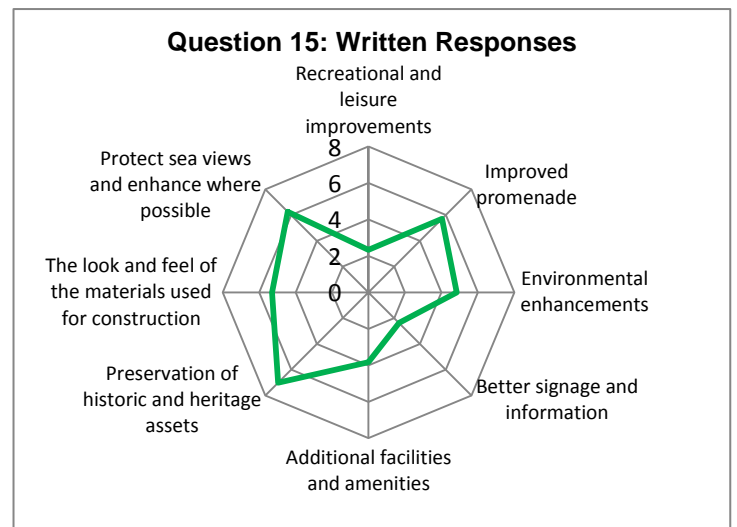 Question 15: Written Responses
Recreational and
leisure
improvements
Improved
promenade
Environmental
enhancements
Better signage and
information
Additional facilities
and amenities
Preservation of
historic and heritage
assets
The look and feel of
the materials used
for construction
Protect sea views
and enhance where
possible
8
6
4
2
0